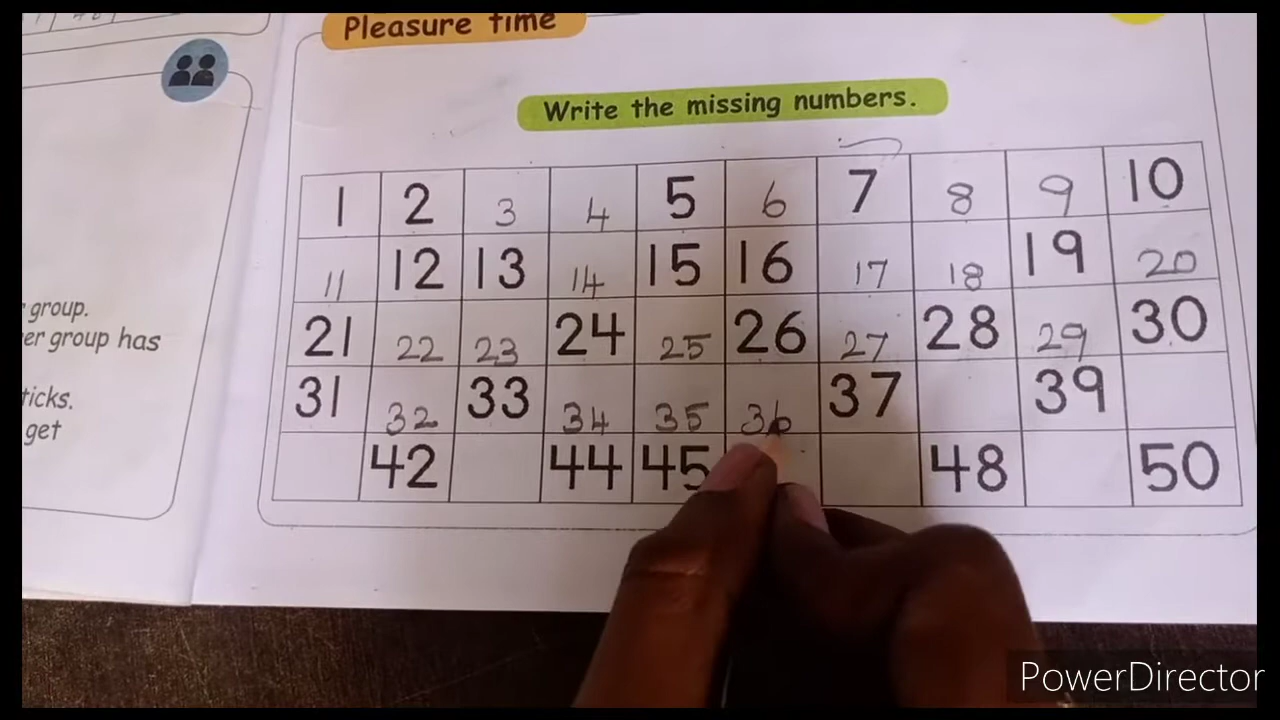 Pleasure time
Write the missing numbers.
1 2 3 4 5 6 7 8 9 10
11 12 13 14 15 16 17 18 19 20
21 22 23 24 25 26 27 28 29 30
31 32 33 34 35 36 37 39
42 44 45 48 50
group.
er group has
ticks.
get
PowerDirector